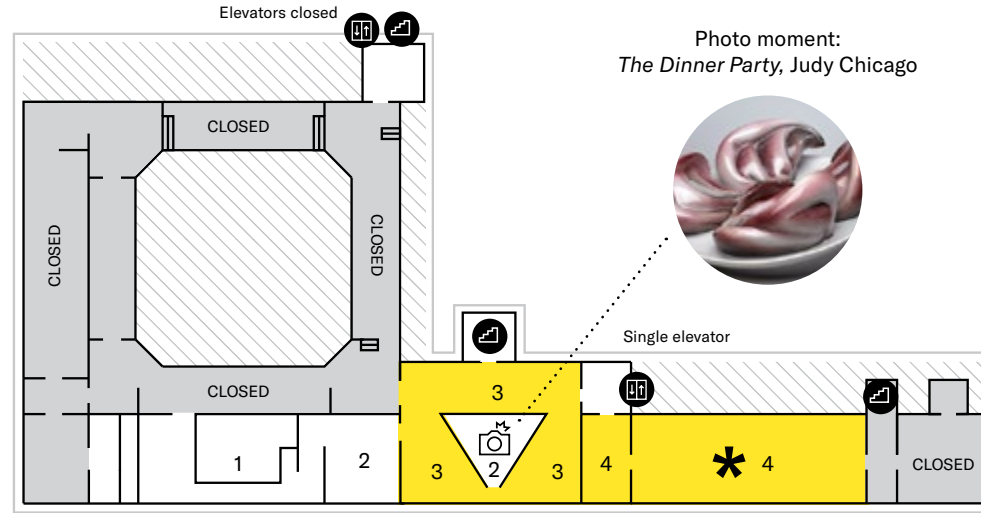 Elevators closed
Photo moment:
The Dinner Party, Judy Chicago
CLOSED
CLOSED
CLOSED
Single elevator
CLOSED
3
1
2
3
2
3
4
* 4
CLOSED